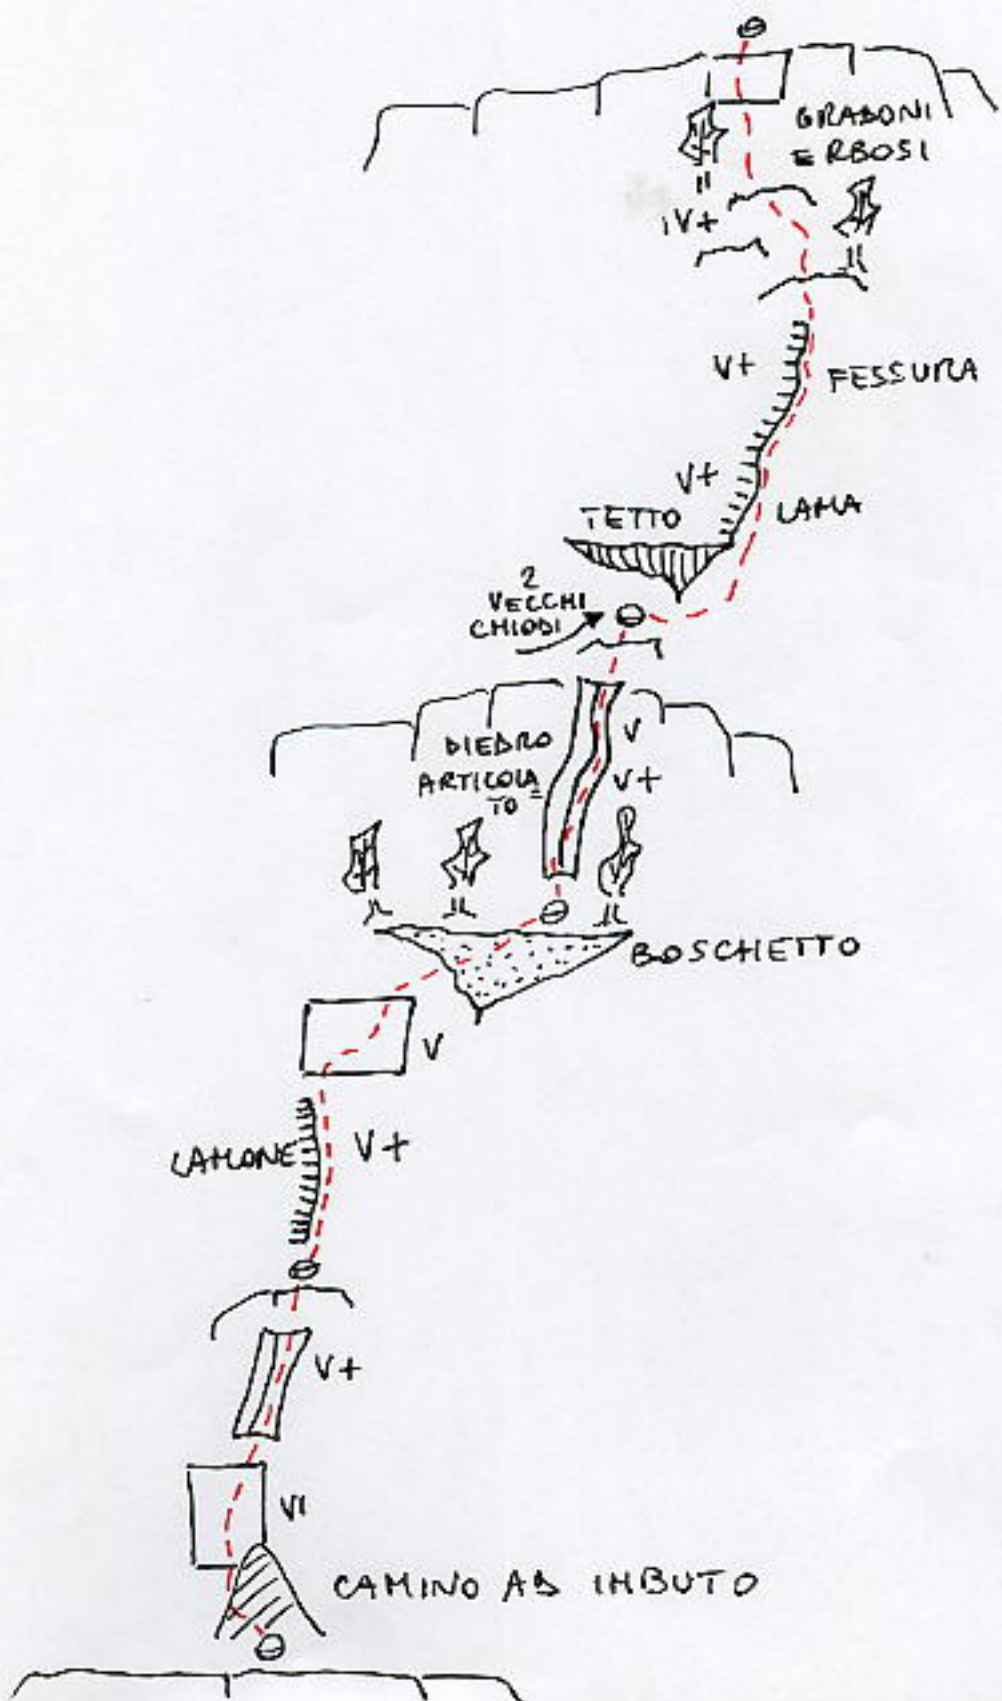 GRADONI
ERBOSI
IV+
V+
FESSURA
V+
LAMA
TETTO
2
VECCHI
CHIODI
V
DIEDRO
ARTICOLA
TO=
V+
BOSCHETTO
V
LAMONE
V+
V+
VI
CAMINO AD IMBUTO